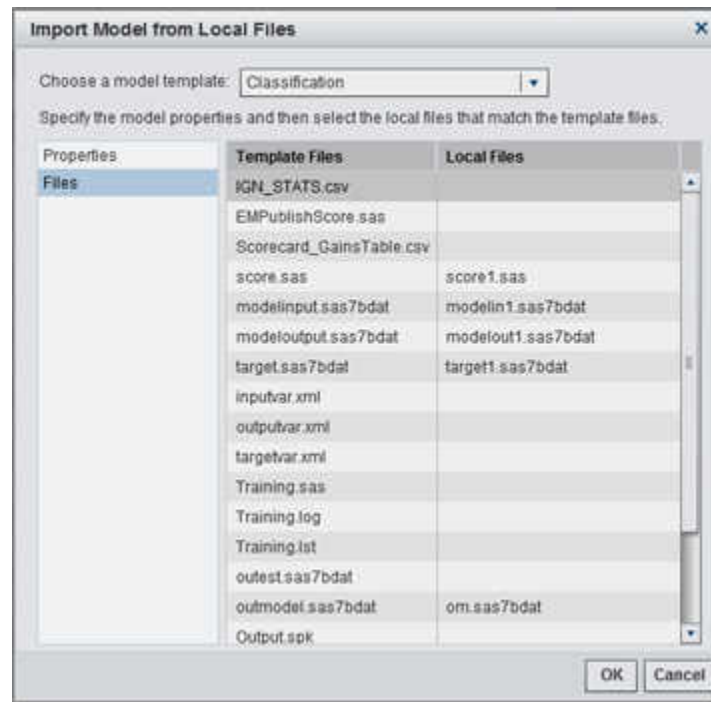 Import Model from Local Files
Choose a model template: Classification
Specify the model properties and then select the local files that match the template files.
Properties
Files
Template Files Local Files
IGN_STATS.csv
EMPublishScore.sas
Scorecard_GainsTable.csv
score.sas score1.sas
modelinput.sas7bdat modelin1.sas7bdat
modeloutput.sas7bdat modelout1.sas7bdat
target.sas7bdat target1.sas7bdat
inputvar.xml
outputvar.xml
targetvar.xml
Training.sas
Training.log
Training.lst
outest.sas7bdat
outmodel.sas7bdat om.sas7bdat
Output.spk
OK Cancel